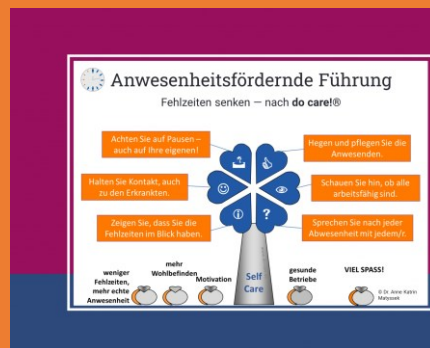 Anwesenheitsfördernde Führung
Fehlzeiten senken – nach do care!®
Achten Sie auf Pausen –
auch auf Ihre eigenen!
Hegen und pflegen Sie die
Anwesenden.
Halten Sie Kontakt, auch
zu den Erkrankten.
Schauen Sie hin, ob alle
arbeitsfähig sind.
Zeigen Sie, dass Sie die
Fehlzeiten im Blick haben.
Sprechen Sie nach jeder
Abwesenheit mit jedem/r.
?
weniger
Fehlzeiten,
mehr echte
Anwesenheit
mehr
Wohlbefinden
Motivation
Self
Care
gesunde
Betriebe
VIEL SPASS!
© Dr. Anne Katrin
Matyssek